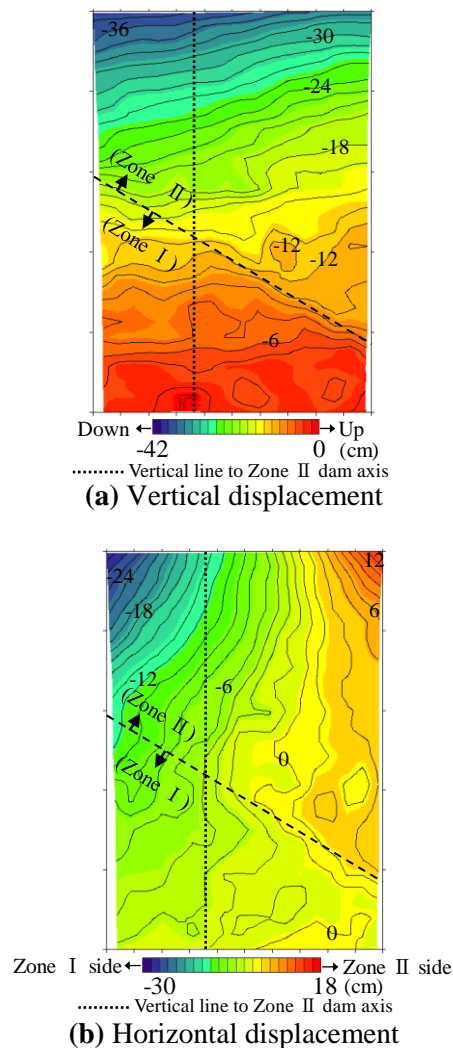 -36
-30
-24
-18
(Zone Ⅱ)
(Zone Ⅰ)
-12
-12
-6
Down Up
-42 0 (cm)
Vertical line to Zone Ⅱ dam axis
(a) Vertical displacement
12
-24
-18
6
-12
-6
(Zone Ⅱ)
(Zone Ⅰ)
0
0
Zone Ⅰ side Zone Ⅱ side
-30 18 (cm)
Vertical line to Zone Ⅱ dam axis
(b) Horizontal displacement